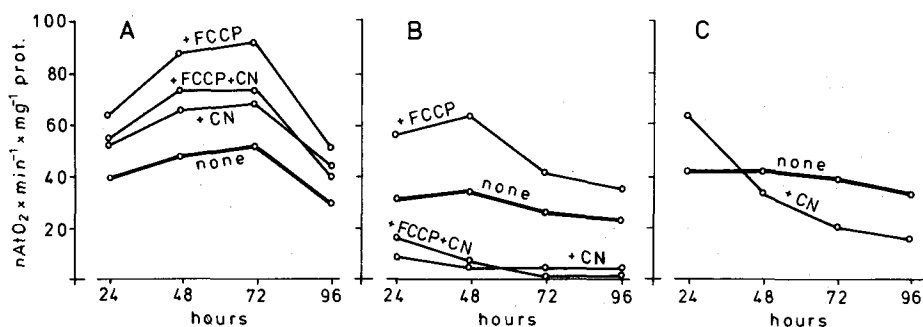 nAtO₂ × min⁻¹ × mg⁻¹ prot.
100
80
60
40
20
A
+FCCP
+FCCP+CN
+CN
none
24 48 72 96
hours
B
+FCCP
none
+FCCP+CN
+CN
24 48 72 96
hours
C
none
+CN
24 48 72 96
hours